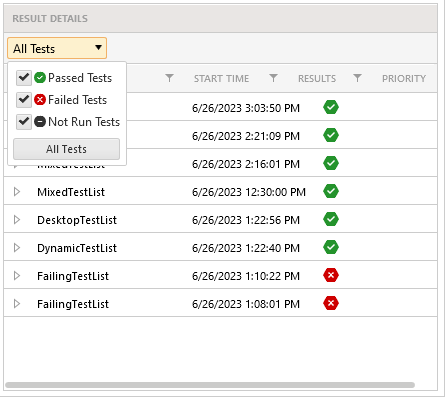 RESULT DETAILS
All Tests
Passed Tests
Failed Tests
Not Run Tests
All Tests
START TIME RESULTS PRIORITY
6/26/2023 3:03:50 PM
6/26/2023 2:21:09 PM
MixedTestList 6/26/2023 2:16:01 PM
MixedTestList 6/26/2023 12:30:00 PM
DesktopTestList 6/26/2023 1:22:56 PM
DynamicTestList 6/26/2023 1:22:40 PM
FailingTestList 6/26/2023 1:10:22 PM
FailingTestList 6/26/2023 1:08:01 PM